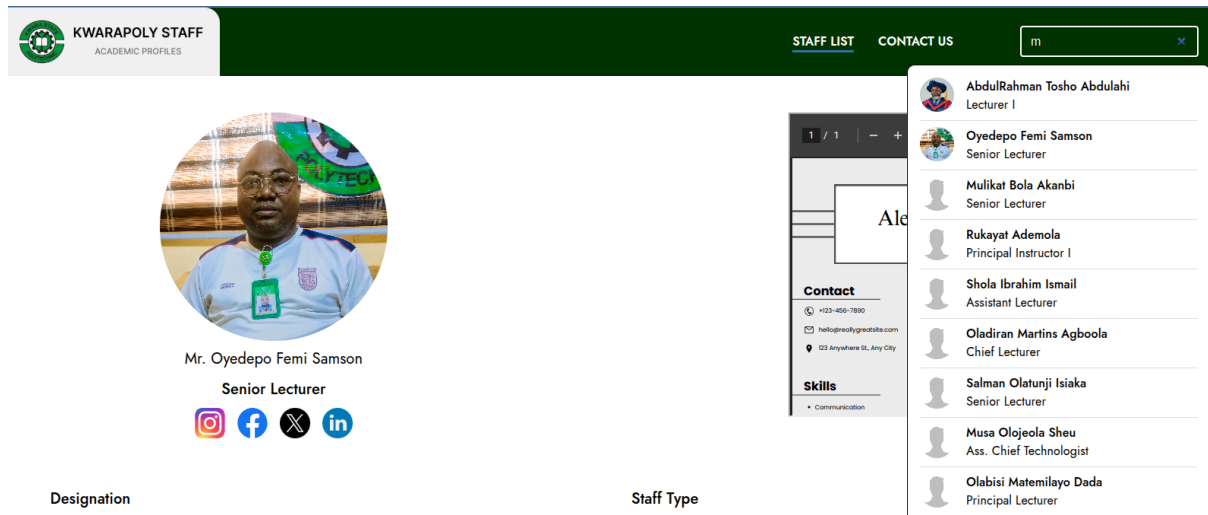 KWARAPOLY STAFF
ACADEMIC PROFILES
STAFF LIST
CONTACT US
m
AbdulRahman Tosho Abdulahi
Lecturer I
Oyedepo Femi Samson
Senior Lecturer
Mulikat Bola Akanbi
Senior Lecturer
Rukayat Ademola
Principal Instructor I
Shola Ibrahim Ismail
Assistant Lecturer
Oladiran Martins Agboola
Chief Lecturer
Salman Olatunji Isiaka
Senior Lecturer
Musa Olojeola Sheu
Ass. Chief Technologist
Olabisi Matemilayo Dada
Principal Lecturer
POLYTECH
Mr. Oyedepo Femi Samson
Senior Lecturer
in
1 / 1
Ale
Contact
+123-456-7890
hello@reallygreatsite.com
123 Anywhere St., Any City
Skills
Communication
Designation
Staff Type